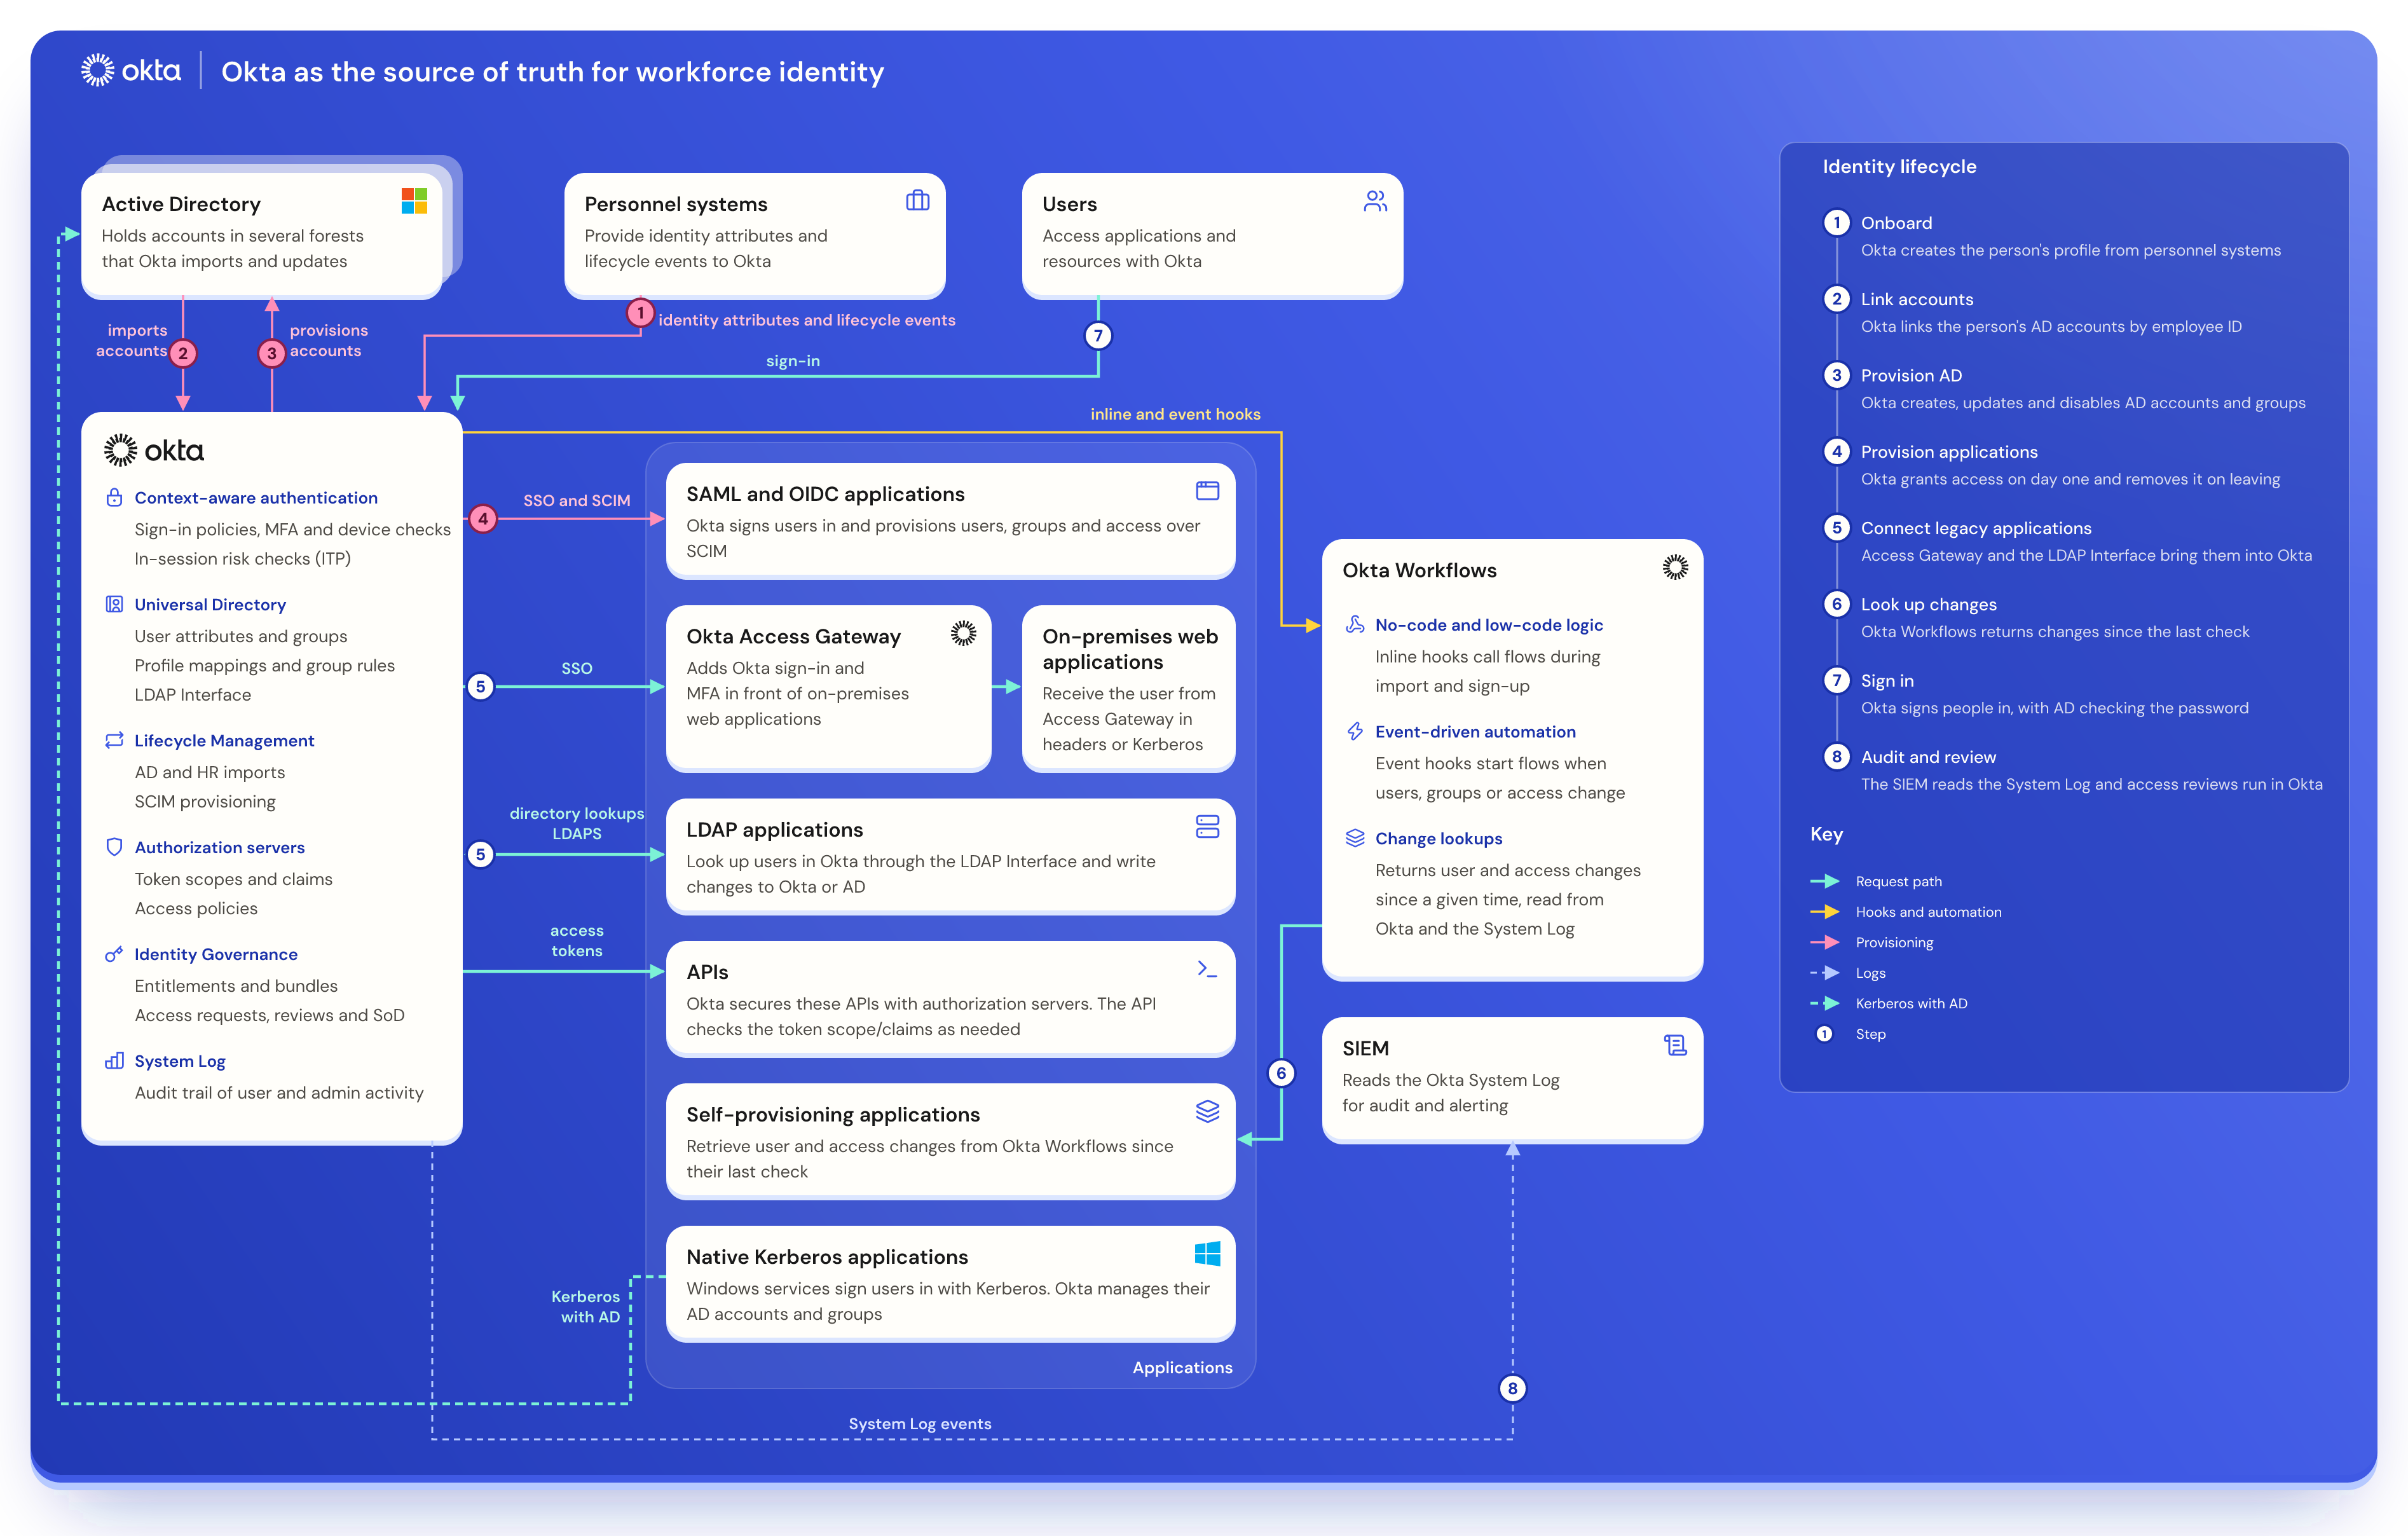 okta
Okta as the source of truth for workforce identity
Active Directory
Holds accounts in several forests
that Okta imports and updates
Personnel systems
Provide identity attributes and
lifecycle events to Okta
Users
Access applications and
resources with Okta
imports
accounts
2
3
provisions
accounts
1
identity attributes and lifecycle events
7
sign-in
inline and event hooks
okta
Context-aware authentication
Sign-in policies, MFA and device checks
In-session risk checks (ITP)
Universal Directory
User attributes and groups
Profile mappings and group rules
LDAP Interface
Lifecycle Management
AD and HR imports
SCIM provisioning
Authorization servers
Token scopes and claims
Access policies
Identity Governance
Entitlements and bundles
Access requests, reviews and SoD
System Log
Audit trail of user and admin activity
4
SSO and SCIM
5
SSO
5
directory lookups
LDAPS
access
tokens
Kerberos
with AD
SAML and OIDC applications
Okta signs users in and provisions users, groups and access over
SCIM
Okta Access Gateway
Adds Okta sign-in and
MFA in front of on-premises
web applications
On-premises web
applications
Receive the user from
Access Gateway in
headers or Kerberos
LDAP applications
Look up users in Okta through the LDAP Interface and write
changes to Okta or AD
APIs
Okta secures these APIs with authorization servers. The API
checks the token scope/claims as needed
Self-provisioning applications
Retrieve user and access changes from Okta Workflows since
their last check
Native Kerberos applications
Windows services sign users in with Kerberos. Okta manages their
AD accounts and groups
Applications
System Log events
Okta Workflows
No-code and low-code logic
Inline hooks call flows during
import and sign-up
Event-driven automation
Event hooks start flows when
users, groups or access change
Change lookups
Returns user and access changes
since a given time, read from
Okta and the System Log
6
SIEM
Reads the Okta System Log
for audit and alerting
8
Identity lifecycle
1 Onboard
Okta creates the person's profile from personnel systems
2 Link accounts
Okta links the person's AD accounts by employee ID
3 Provision AD
Okta creates, updates and disables AD accounts and groups
4 Provision applications
Okta grants access on day one and removes it on leaving
5 Connect legacy applications
Access Gateway and the LDAP Interface bring them into Okta
6 Look up changes
Okta Workflows returns changes since the last check
7 Sign in
Okta signs people in, with AD checking the password
8 Audit and review
The SIEM reads the System Log and access reviews run in Okta
Key
Request path
Hooks and automation
Provisioning
Logs
Kerberos with AD
1 Step